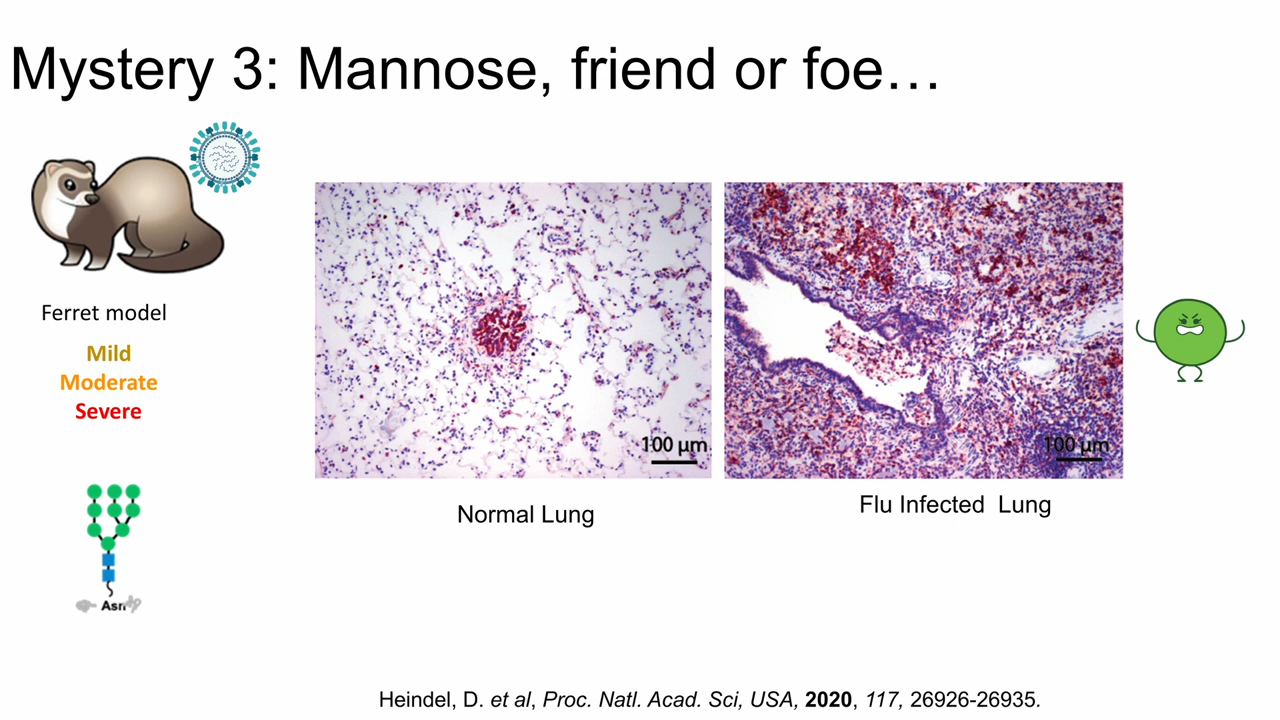 Mystery 3: Mannose, friend or foe…
Ferret model
Mild
Moderate
Severe
100 µm
100 µm
Normal Lung
Flu Infected Lung
Asn
Heindel, D. et al, Proc. Natl. Acad. Sci, USA, 2020, 117, 26926-26935.